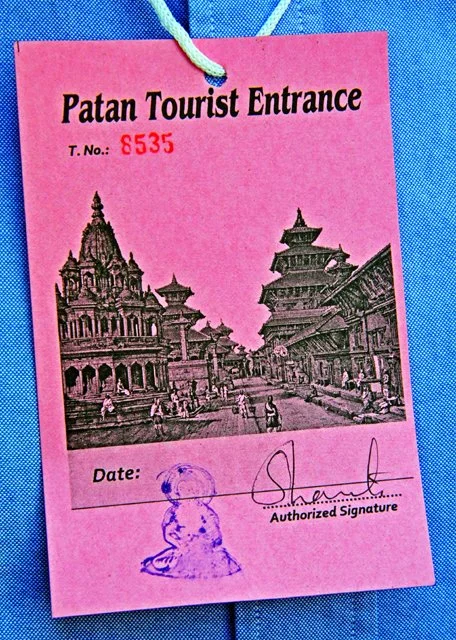 Patan Tourist Entrance
T. No.: 8535
Date:
Authorized Signature